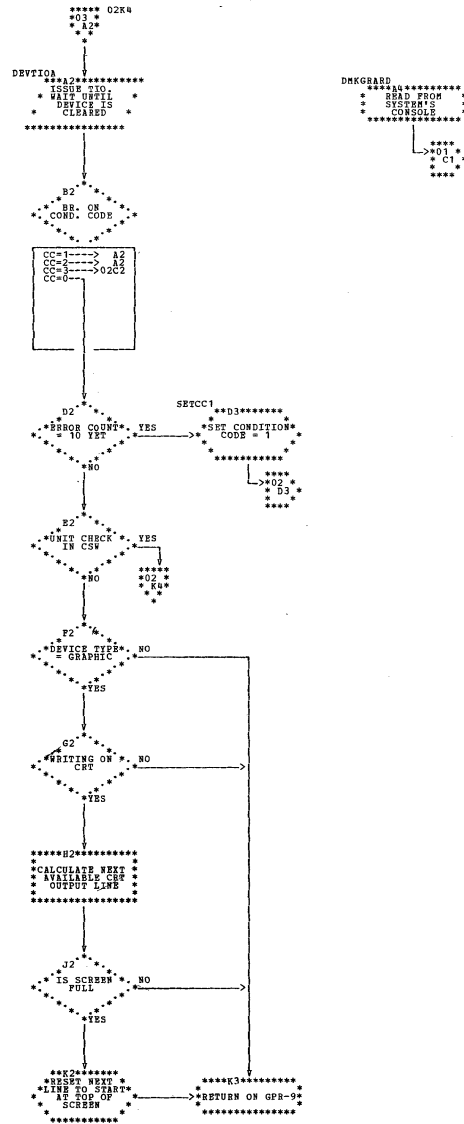 02K4
03
A2
DEVTIOA
A2
ISSUE TIO.
WAIT UNTIL
DEVICE IS
CLEARED
DMKGRARD
A4
READ FROM
SYSTEM'S
CONSOLE
01
C1
B2
BR. ON
COND. CODE
CC=1----> A2
CC=2----> A2
CC=3---->02C2
CC=0---
D2
ERROR COUNT
= 10 YET
YES
NO
SETCC1
D3
SET CONDITION
CODE = 1
02
D3
E2
UNIT CHECK
IN CSW
YES
NO
02
K4
F2
DEVICE TYPE
= GRAPHIC
NO
YES
G2
WRITING ON
CRT
NO
YES
H2
CALCULATE NEXT
AVAILABLE CRT
OUTPUT LINE
J2
IS SCREEN
FULL
NO
YES
K2
RESET NEXT
LINE TO START
AT TOP OF
SCREEN
K3
RETURN ON GPR-9